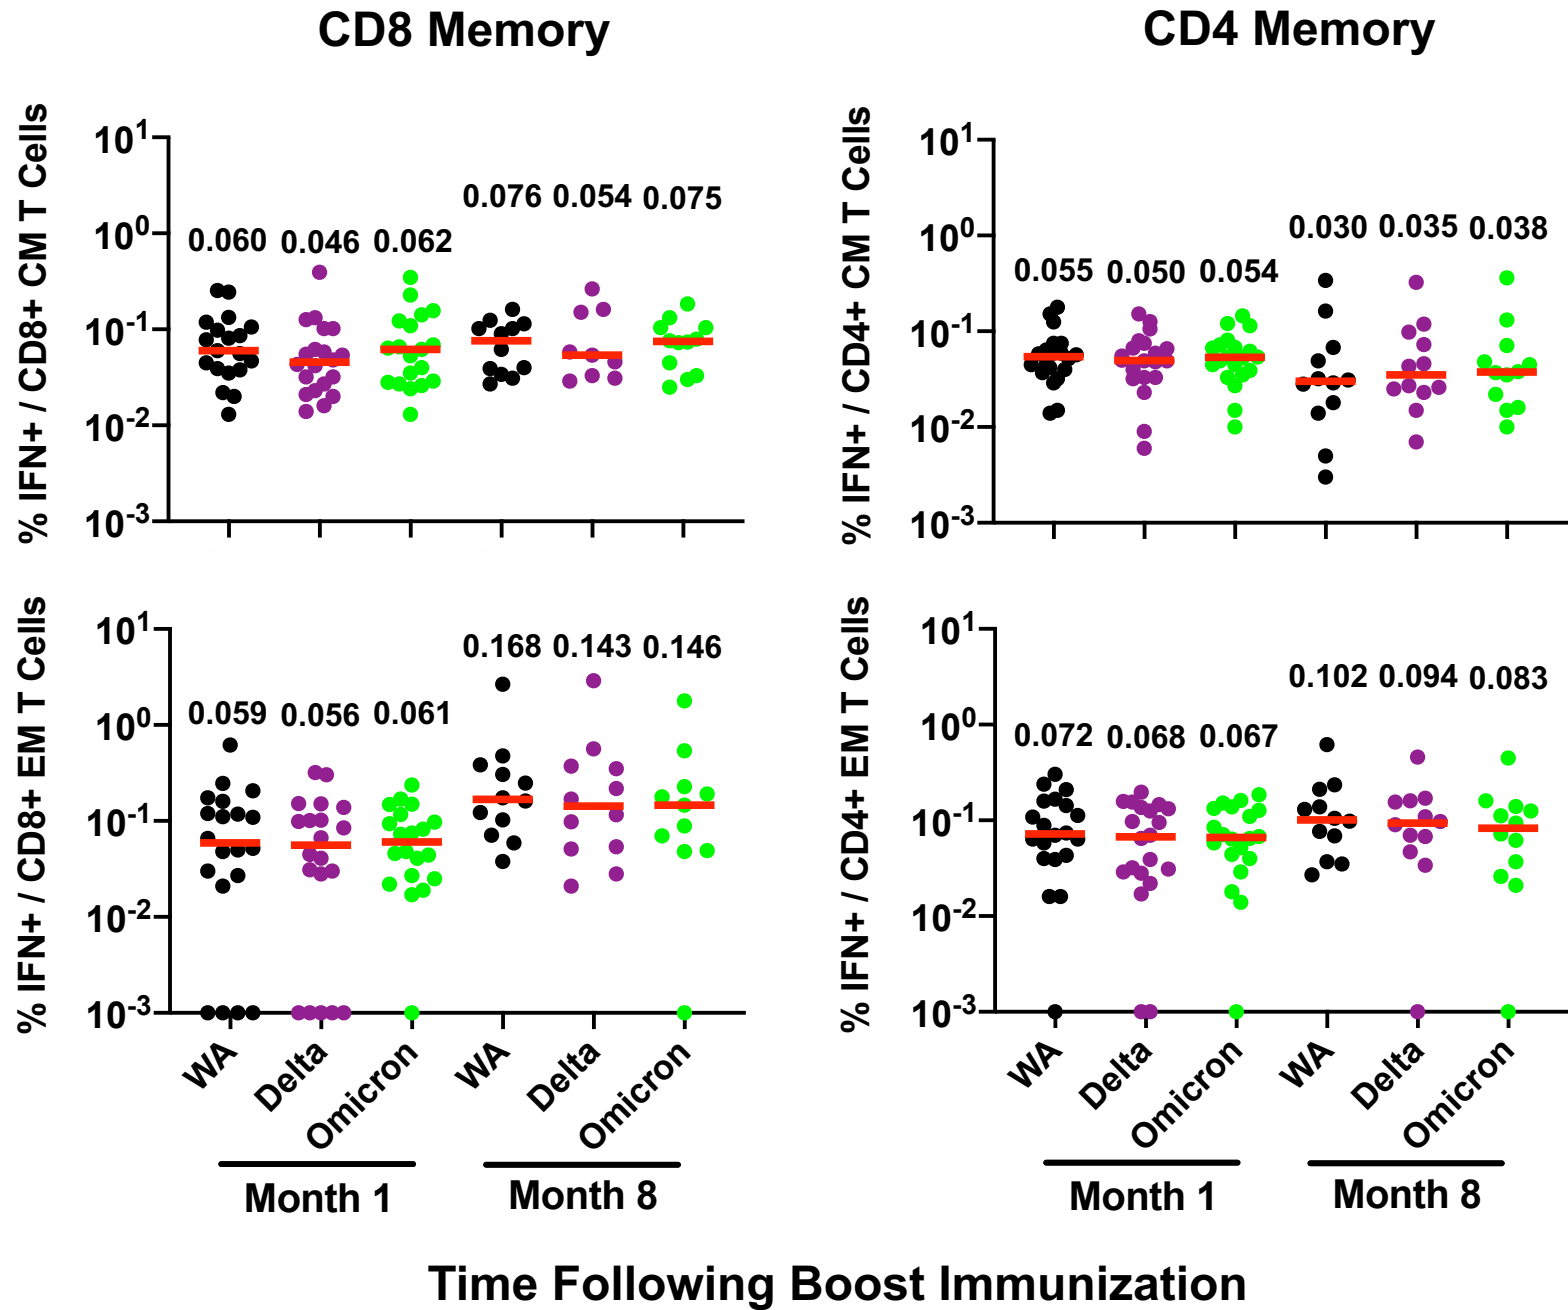 CD8 Memory
CD4 Memory
% IFN+ / CD8+ CM T Cells
10¹
10⁰
10⁻¹
10⁻²
10⁻³
0.060 0.046 0.062 0.076 0.054 0.075
% IFN+ / CD4+ CM T Cells
10¹
10⁰
10⁻¹
10⁻²
10⁻³
0.055 0.050 0.054 0.030 0.035 0.038
% IFN+ / CD8+ EM T Cells
10¹
10⁰
10⁻¹
10⁻²
10⁻³
0.059 0.056 0.061 0.168 0.143 0.146
WA Delta Omicron WA Delta Omicron
Month 1 Month 8
% IFN+ / CD4+ EM T Cells
10¹
10⁰
10⁻¹
10⁻²
10⁻³
0.072 0.068 0.067 0.102 0.094 0.083
WA Delta Omicron WA Delta Omicron
Month 1 Month 8
Time Following Boost Immunization